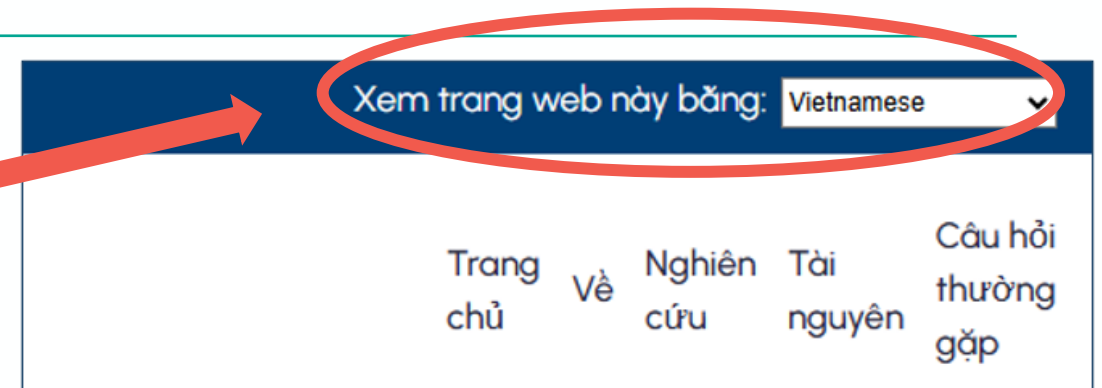 Xem trang web này bằng: Vietnamese
Trang chủ
Về
Nghiên cứu
Tài nguyên
Câu hỏi thường gặp